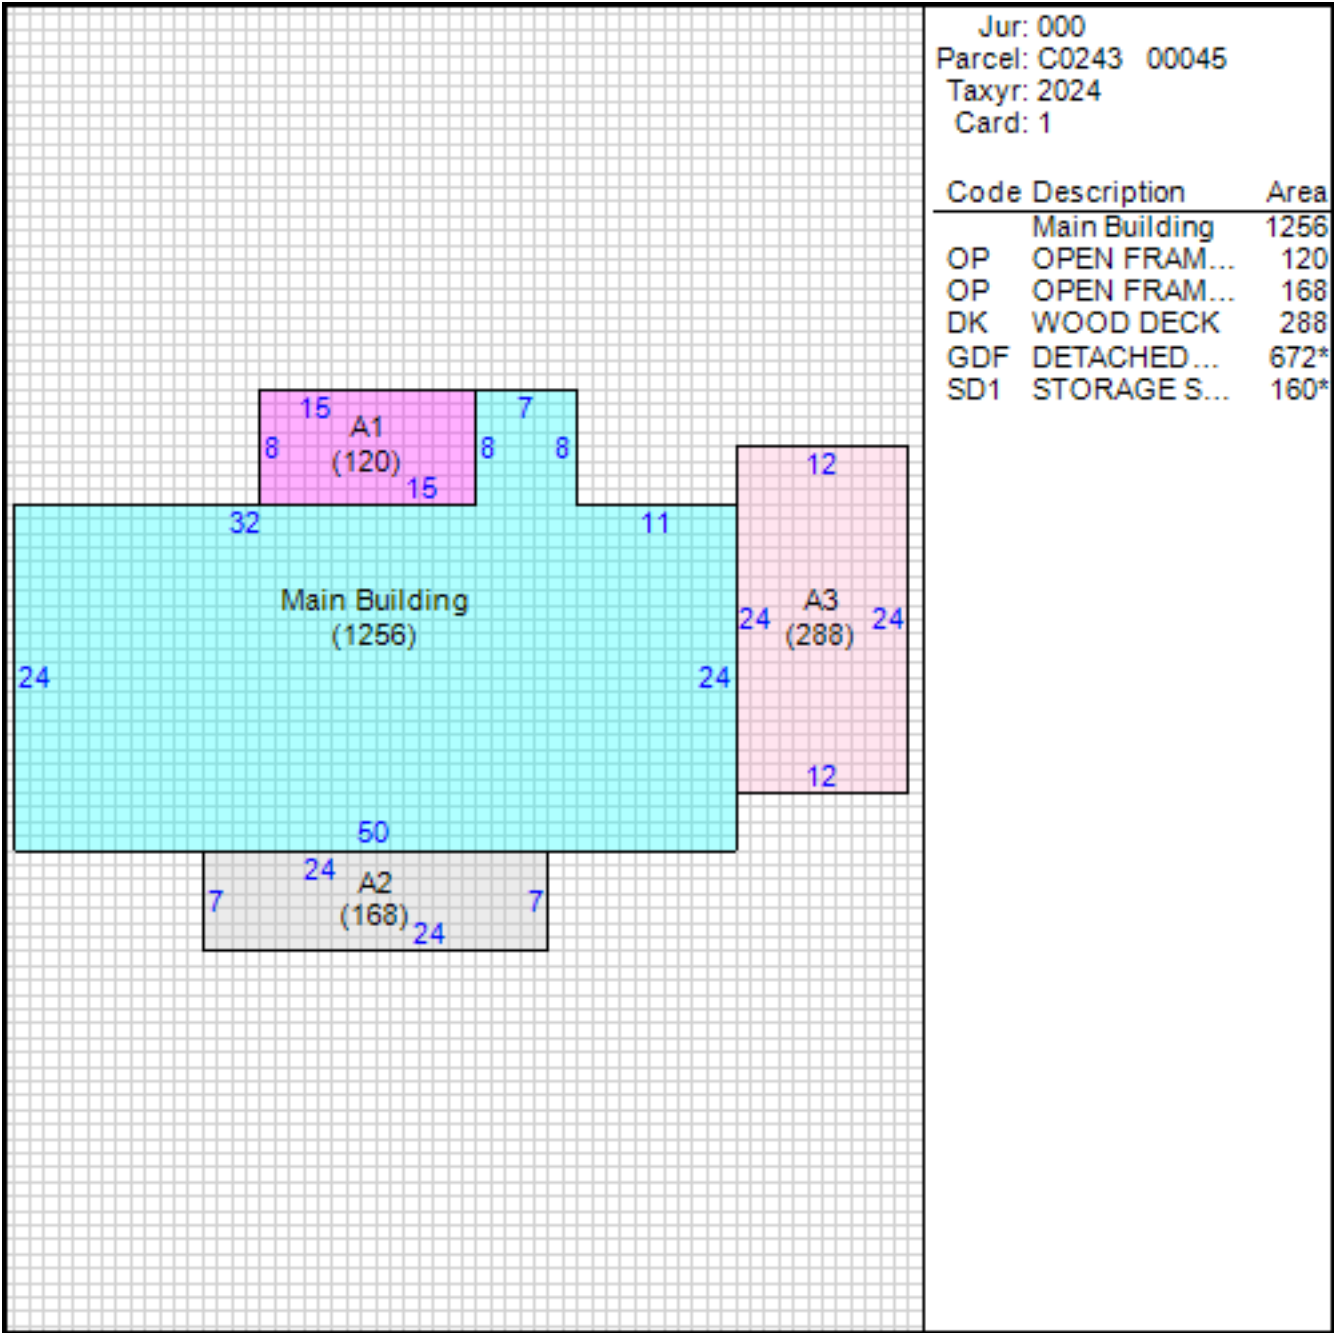 Jur: 000
Parcel: C0243 00045
Taxyr: 2024
Card: 1
Code Description Area
Main Building 1256
OP OPEN FRAM... 120
OP OPEN FRAM... 168
DK WOOD DECK 288
GDF DETACHED... 672*
SD1 STORAGE S... 160*
15
7
A1
8
8
8
(120)
15
12
32
11
Main Building
(1256)
A3
24
24
(288)
24
24
12
50
24
A2
7
7
(168)
24